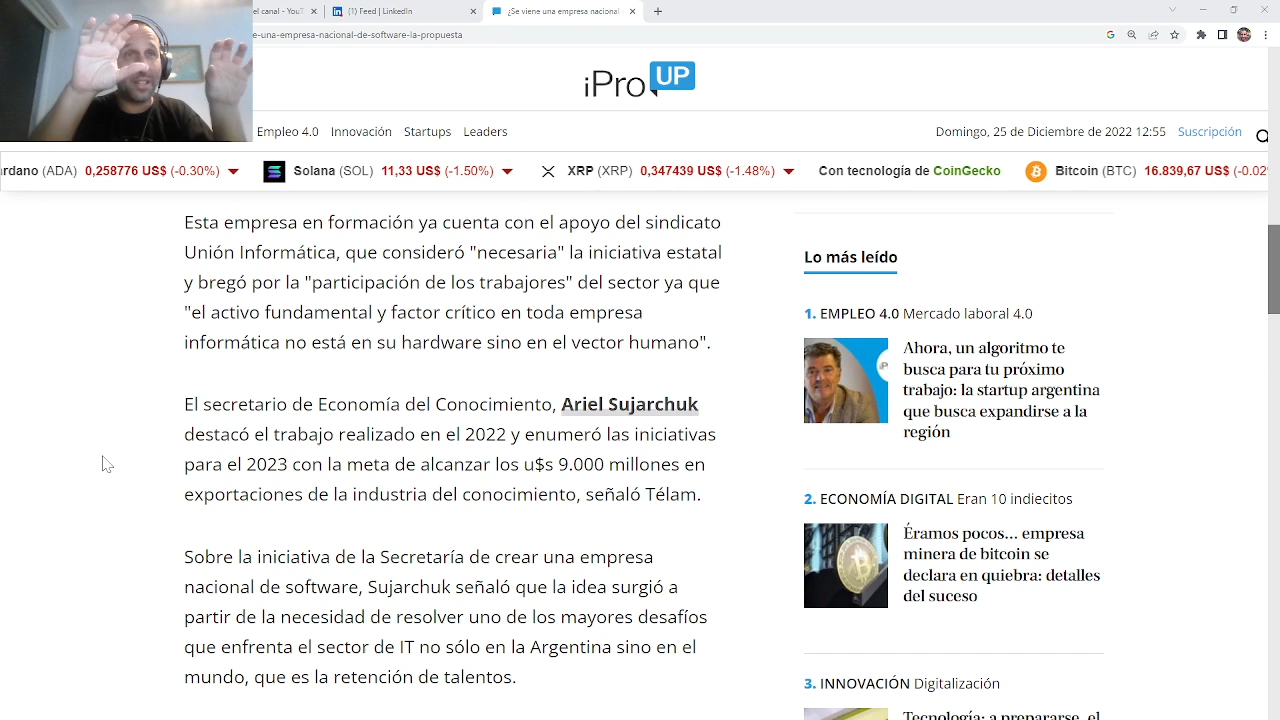 el canal - YouT
(1) Feed | LinkedIn
¿Se viene una empresa nacional
e-una-empresa-nacional-de-software-la-propuesta
iPro UP
Empleo 4.0 Innovación Startups Leaders
Domingo, 25 de Diciembre de 2022 12:55 Suscripción
rdano (ADA) 0,258776 US$ (-0.30%) Solana (SOL) 11,33 US$ (-1.50%) XRP (XRP) 0,347439 US$ (-1.48%) Con tecnología de CoinGecko Bitcoin (BTC) 16.839,67 US$ (-0.02
Esta empresa en formación ya cuenta con el apoyo del sindicato
Unión Informática, que consideró "necesaria" la iniciativa estatal
y bregó por la "participación de los trabajores" del sector ya que
"el activo fundamental y factor crítico en toda empresa
informática no está en su hardware sino en el vector humano".
El secretario de Economía del Conocimiento, Ariel Sujarchuk
destacó el trabajo realizado en el 2022 y enumeró las iniciativas
para el 2023 con la meta de alcanzar los u$s 9.000 millones en
exportaciones de la industria del conocimiento, señaló Télam.
Sobre la iniciativa de la Secretaría de crear una empresa
nacional de software, Sujarchuk señaló que la idea surgió a
partir de la necesidad de resolver uno de los mayores desafíos
que enfrenta el sector de IT no sólo en la Argentina sino en el
mundo, que es la retención de talentos.
Lo más leído
1. EMPLEO 4.0 Mercado laboral 4.0
Ahora, un algoritmo te
busca para tu próximo
trabajo: la startup argentina
que busca expandirse a la
región
2. ECONOMÍA DIGITAL Eran 10 indiecitos
Éramos pocos... empresa
minera de bitcoin se
declara en quiebra: detalles
del suceso
3. INNOVACIÓN Digitalización
Tecnología: a prepararse, el